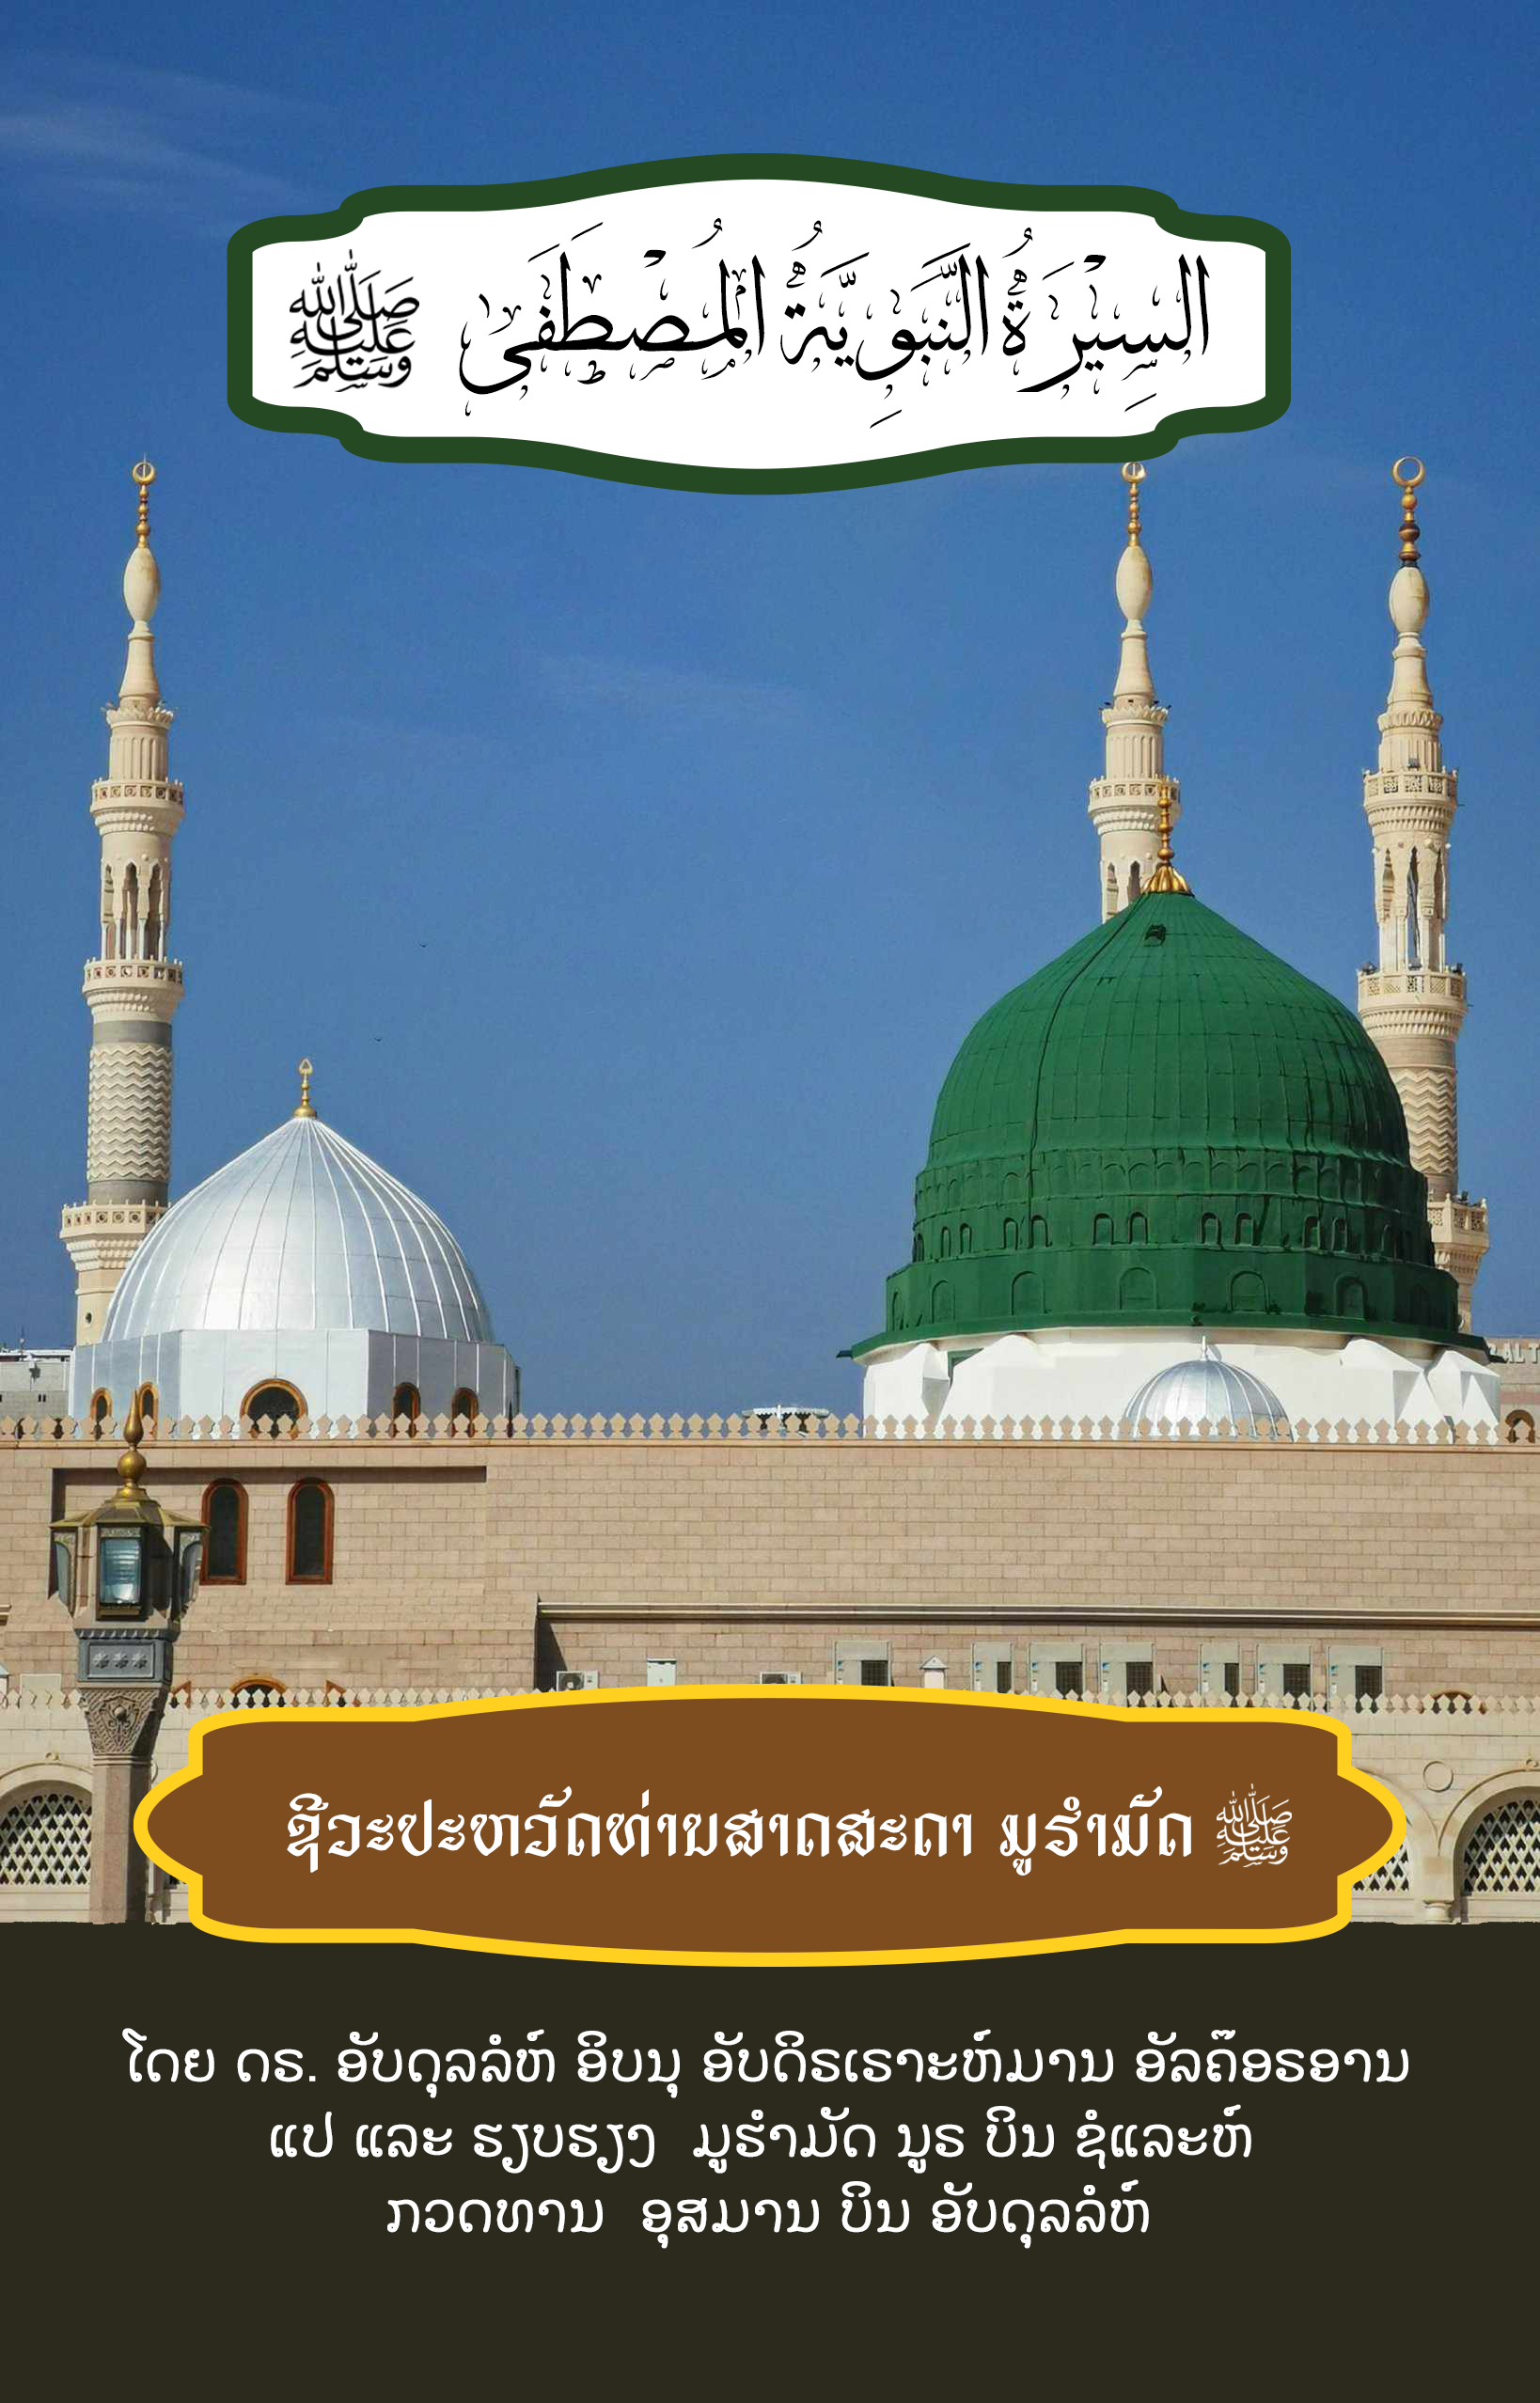 السِيْرَةُ النَّبَوِيَّةُ المُصْطَفَى ﷺ
ຊີວະປະຫວັດທ່ານສາດສະດາ ມູຮໍາມັດ ﷺ
ໂດຍ ດຣ. ອັບດຸລລໍຫ໌ ອິບນຸ ອັບດິຣເຣາະຫ໌ມານ ອັລຄ໊ອຣອານ
ແປ ແລະ ຮຽບຮຽງ ມູຮໍາມັດ ນູຣ ບິນ ຊໍແລະຫ໌
ກວດທານ ອຸສມານ ບິນ ອັບດຸລລໍຫ໌